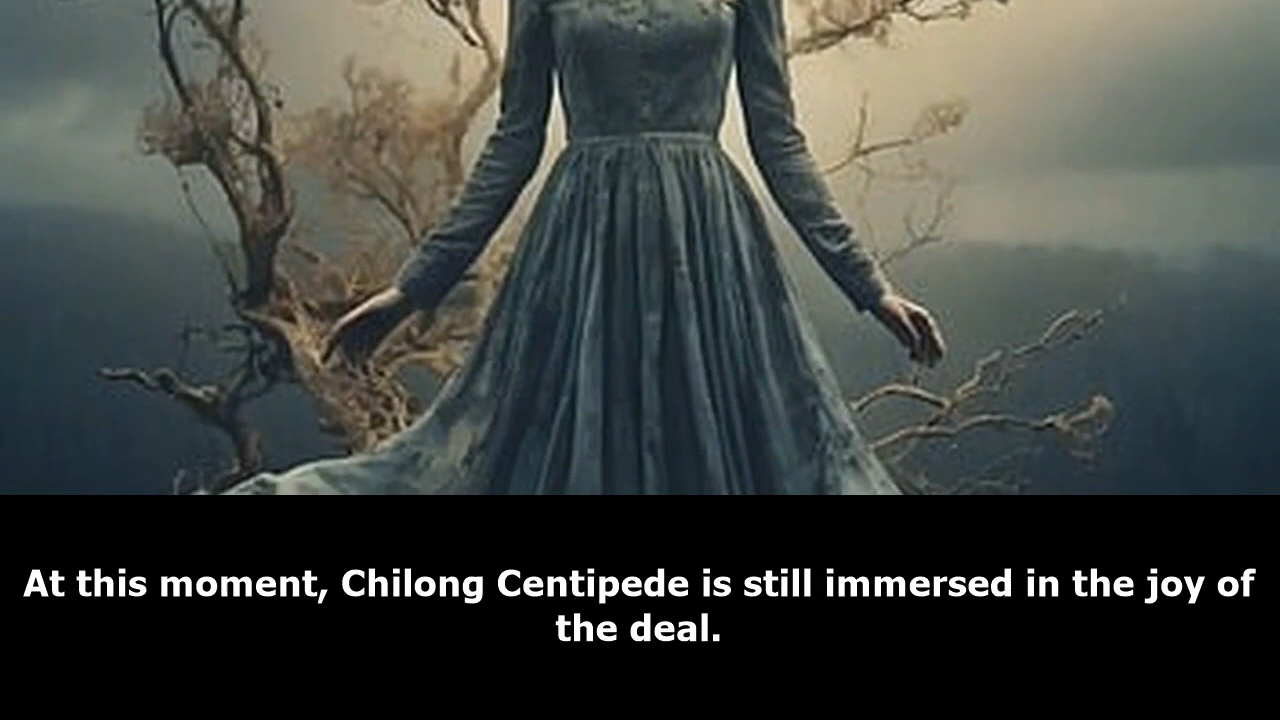 At this moment, Chilong Centipede is still immersed in the joy of
the deal.